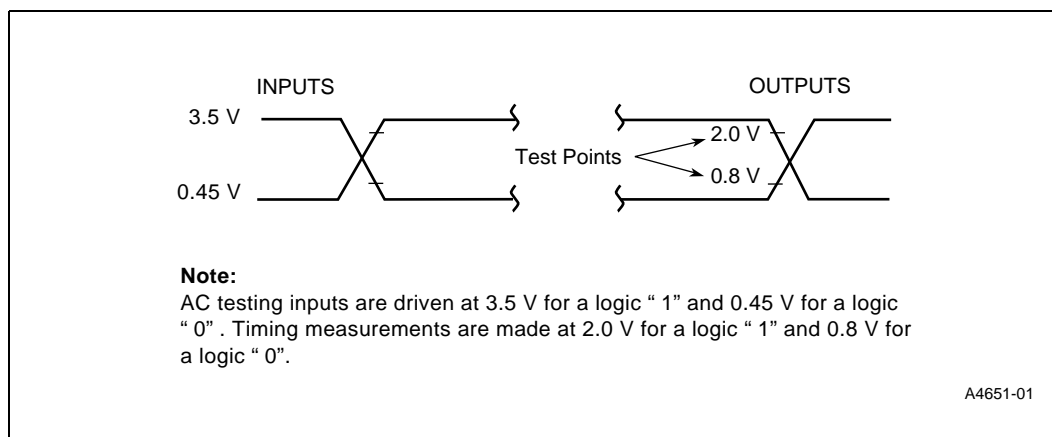 INPUTS
OUTPUTS
3.5 V
2.0 V
Test Points
0.8 V
0.45 V
Note:
AC testing inputs are driven at 3.5 V for a logic “ 1” and 0.45 V for a logic
“ 0” . Timing measurements are made at 2.0 V for a logic “ 1” and 0.8 V for
a logic “ 0”.
A4651-01